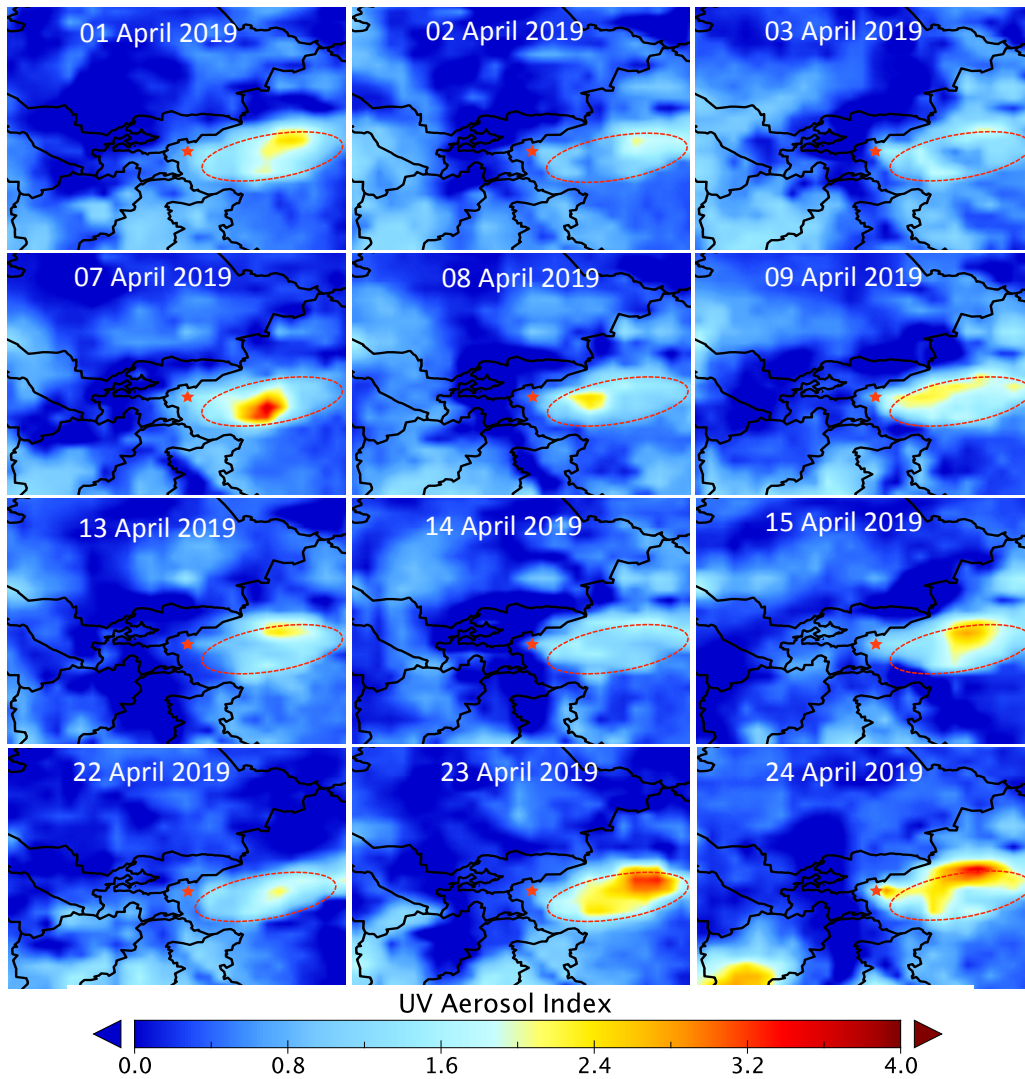 01 April 2019
02 April 2019
03 April 2019
07 April 2019
08 April 2019
09 April 2019
13 April 2019
14 April 2019
15 April 2019
22 April 2019
23 April 2019
24 April 2019
UV Aerosol Index
0.0 0.8 1.6 2.4 3.2 4.0